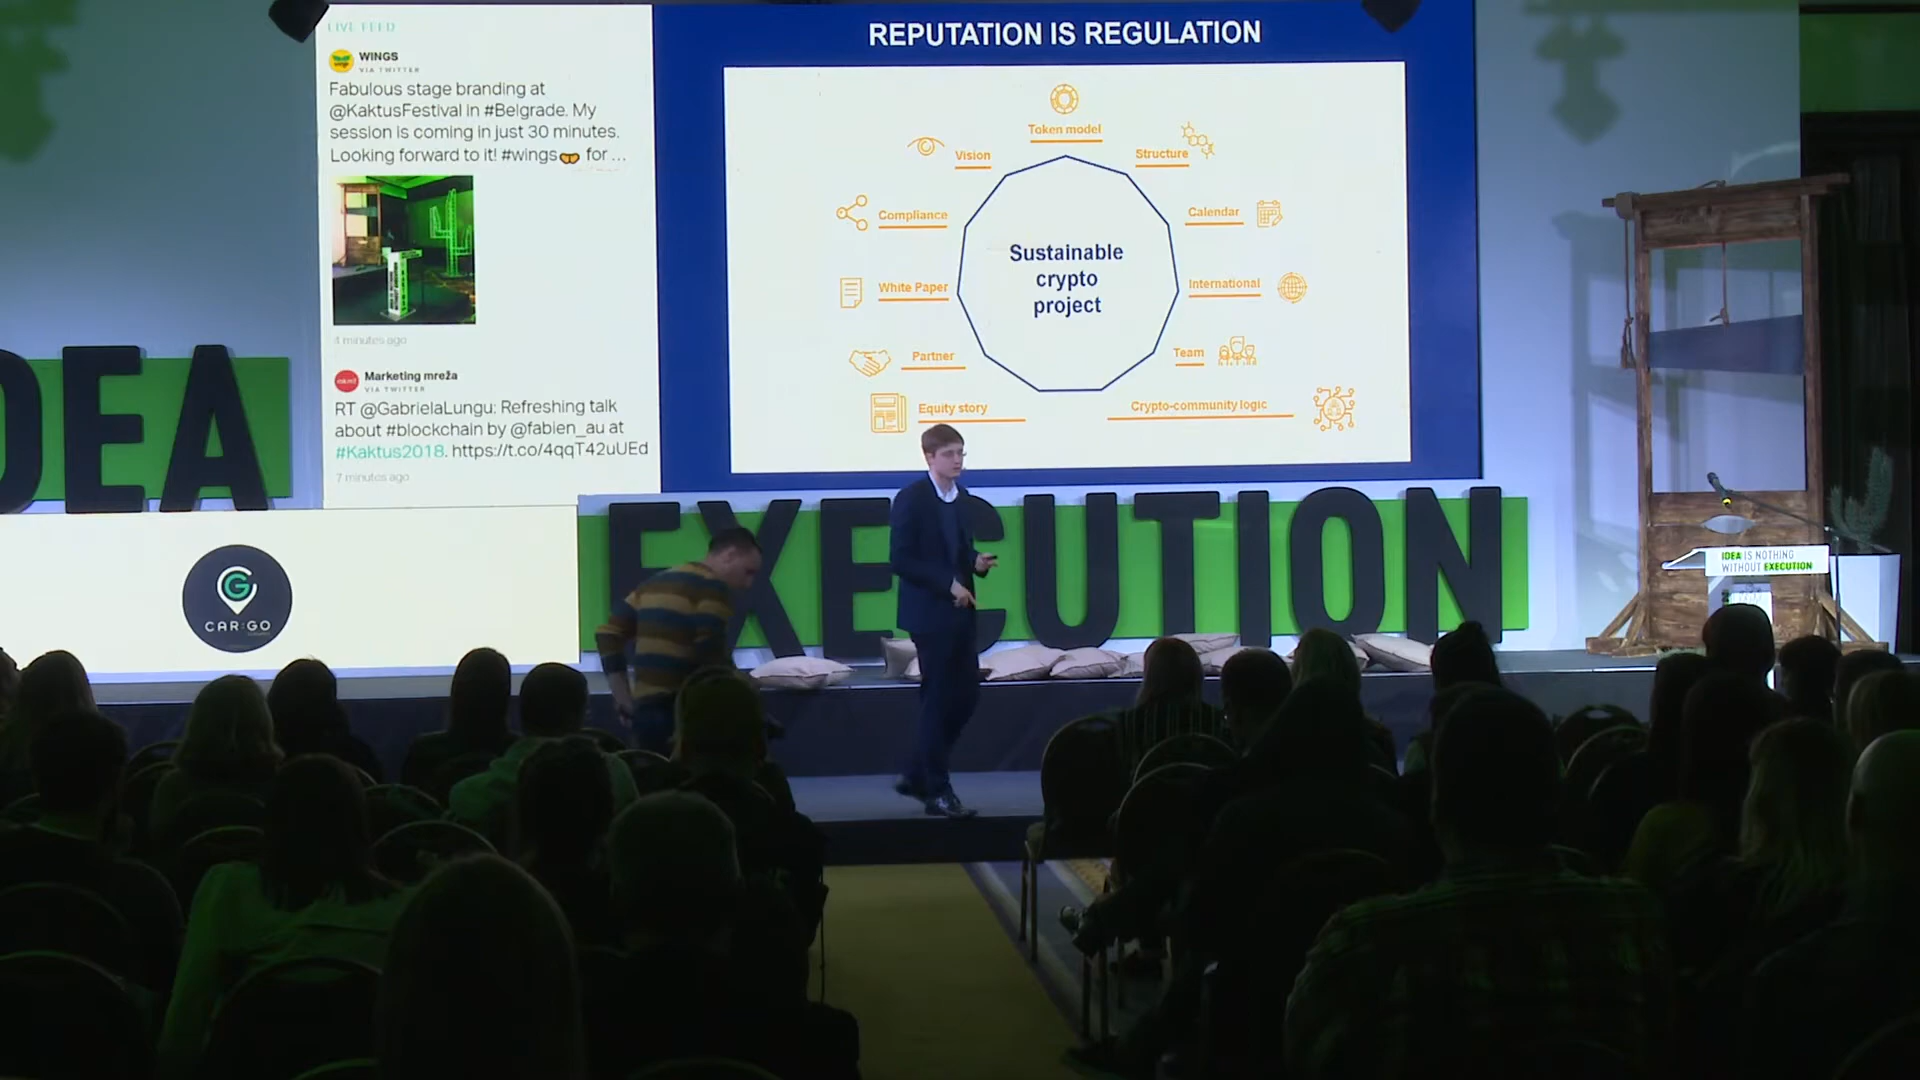 LIVE FEED
WINGS
VIA TWITTER
Fabulous stage branding at
@KaktusFestival in #Belgrade. My
session is coming in just 30 minutes.
Looking forward to it! #wings for ...
4 minutes ago
Marketing mreža
VIA TWITTER
RT @GabrielaLungu: Refreshing talk
about #blockchain by @fabien_au at
#Kaktus2018. https://t.co/4qqT42uUEd
7 minutes ago
REPUTATION IS REGULATION
Token model
Vision
Structure
Compliance
Calendar
White Paper
International
Partner
Team
Equity story
Crypto-community logic
Sustainable
crypto
project
IDEA
EXECUTION
CAR:GO
IDEA IS NOTHING
WITHOUT EXECUTION